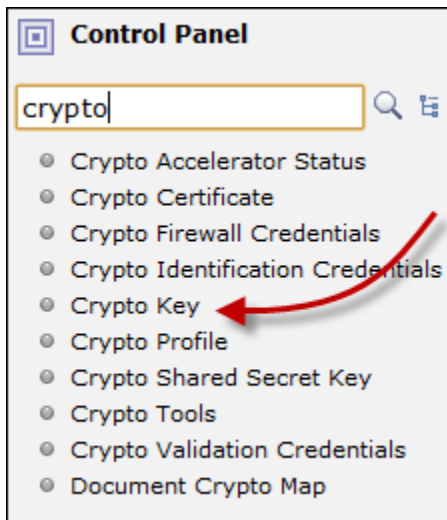 Control Panel
crypto
Crypto Accelerator Status
Crypto Certificate
Crypto Firewall Credentials
Crypto Identification Credentials
Crypto Key
Crypto Profile
Crypto Shared Secret Key
Crypto Tools
Crypto Validation Credentials
Document Crypto Map